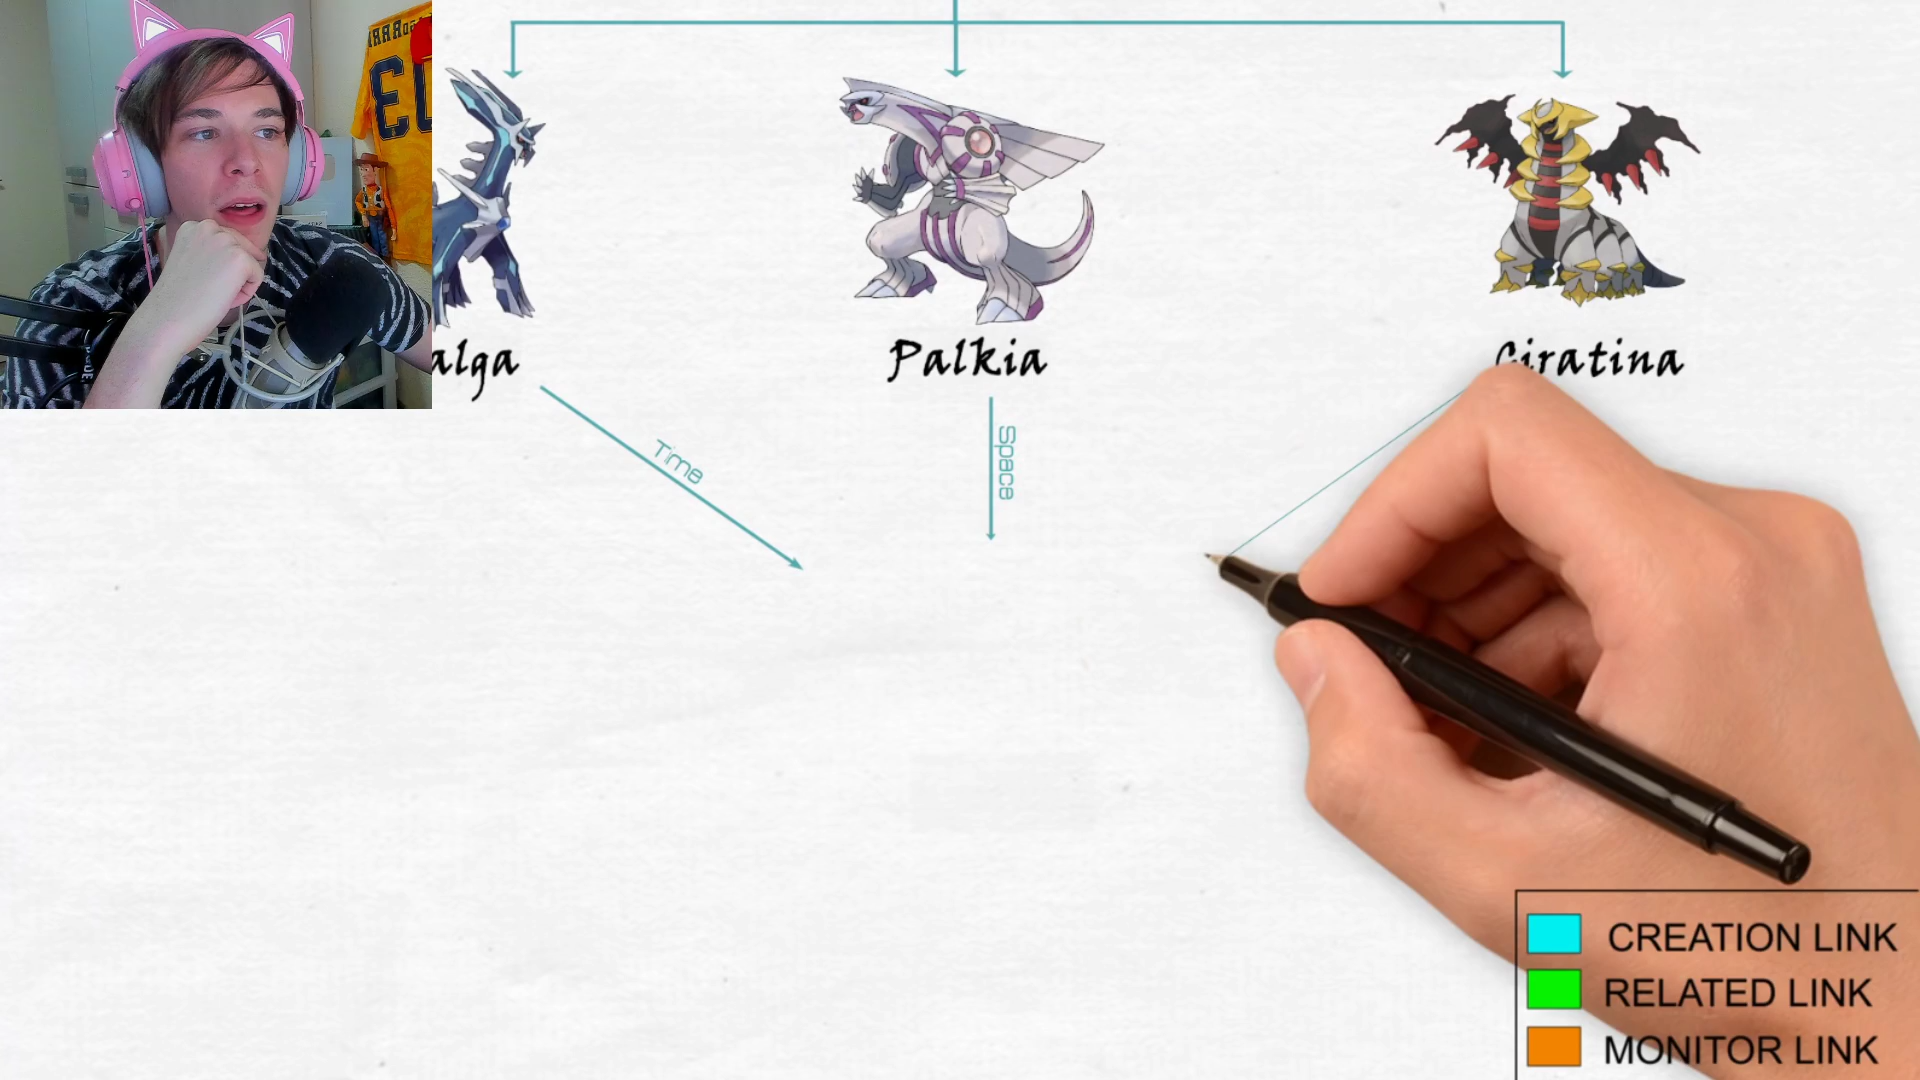 alga
Palkia
Giratina
Time
Space
CREATION LINK
RELATED LINK
MONITOR LINK